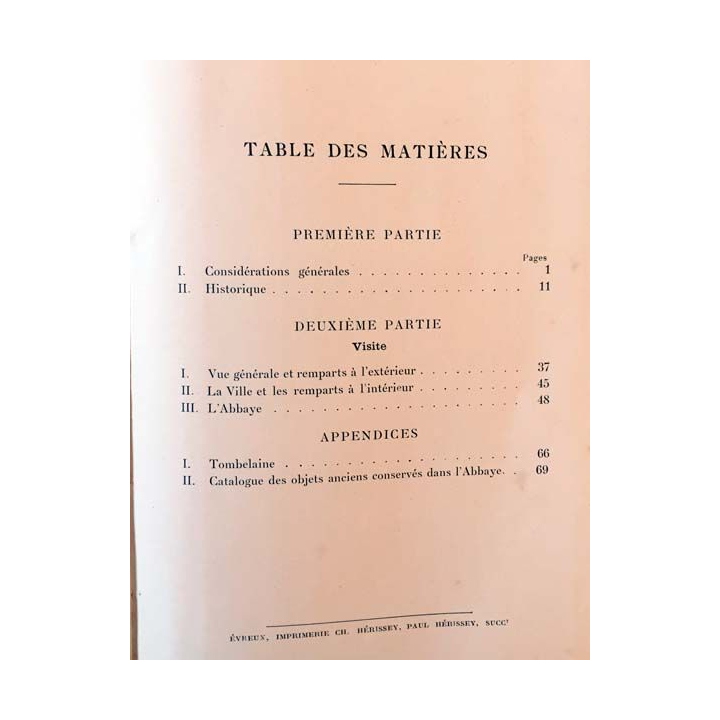 TABLE DES MATIÈRES
PREMIÈRE PARTIE
Pages
I. Considérations générales . . . . . . . . . . . . . . 1
II. Historique . . . . . . . . . . . . . . . . . . . . 11
DEUXIÈME PARTIE
Visite
I. Vue générale et remparts à l'extérieur . . . . . . . . 37
II. La Ville et les remparts à l'intérieur . . . . . . . . 45
III. L'Abbaye . . . . . . . . . . . . . . . . . . . . 48
APPENDICES
I. Tombelaine . . . . . . . . . . . . . . . . . . . 66
II. Catalogue des objets anciens conservés dans l'Abbaye. . 69
ÉVREUX, IMPRIMERIE CH. HÉRISSEY, PAUL HÉRISSEY, SUCCʳ